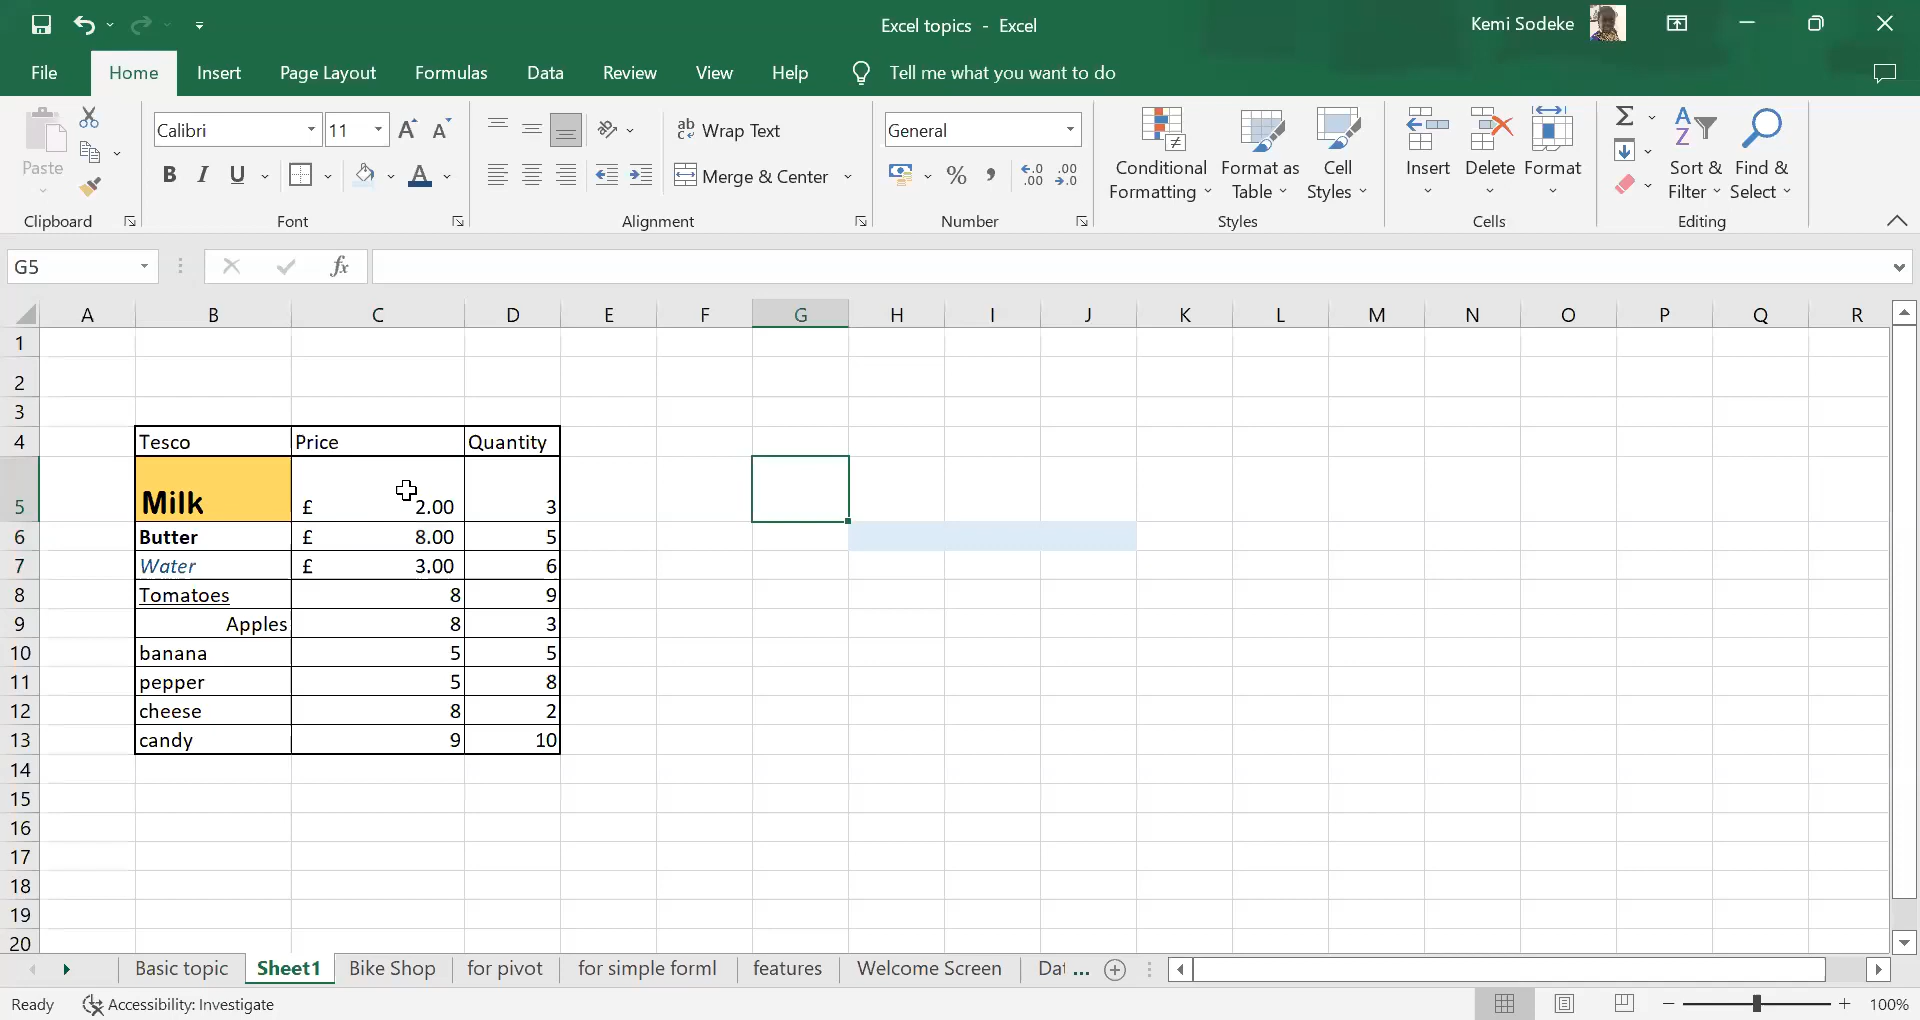 Excel topics - Excel
Kemi Sodeke
File Home Insert Page Layout Formulas Data Review View Help Tell me what you want to do
Paste
Clipboard
Calibri 11
B I U
Font
Wrap Text
Merge & Center
Alignment
General
Number
Conditional Formatting
Format as Table
Cell Styles
Styles
Insert
Delete
Format
Cells
Sort & Filter
Find & Select
Editing
G5 fx
A B C D E F G H I J K L M N O P Q R
1
2
3
4 Tesco Price Quantity
5 Milk £ 2.00 3
6 Butter £ 8.00 5
7 Water £ 3.00 6
8 Tomatoes 8 9
9 Apples 8 3
10 banana 5 5
11 pepper 5 8
12 cheese 8 2
13 candy 9 10
14
15
16
17
18
19
20
Basic topic Sheet1 Bike Shop for pivot for simple forml features Welcome Screen Dat ...
Ready Accessibility: Investigate 100%